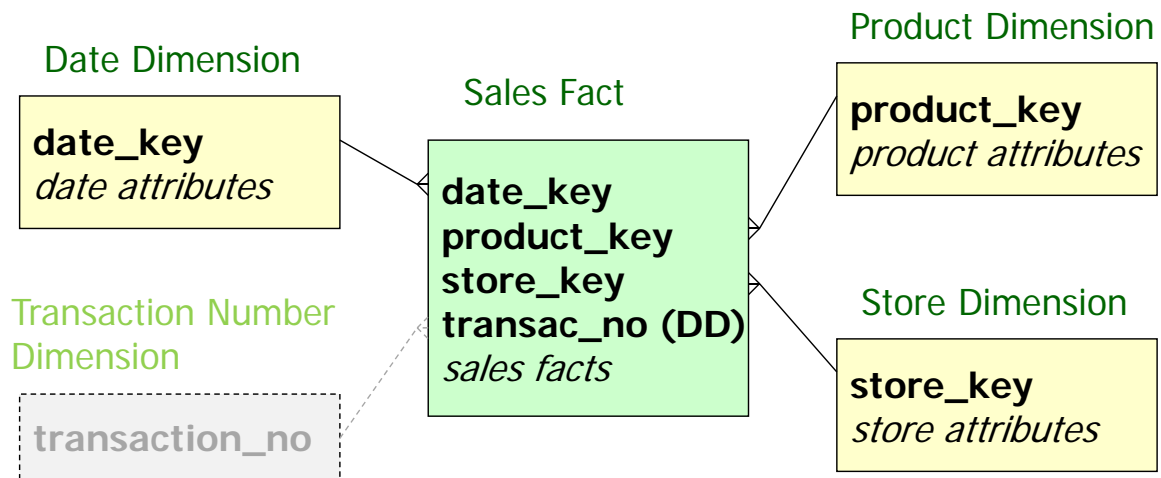 Date Dimension
date_key
date attributes
Sales Fact
date_key
product_key
store_key
transac_no (DD)
sales facts
Product Dimension
product_key
product attributes
Transaction Number
Dimension
transaction_no
Store Dimension
store_key
store attributes